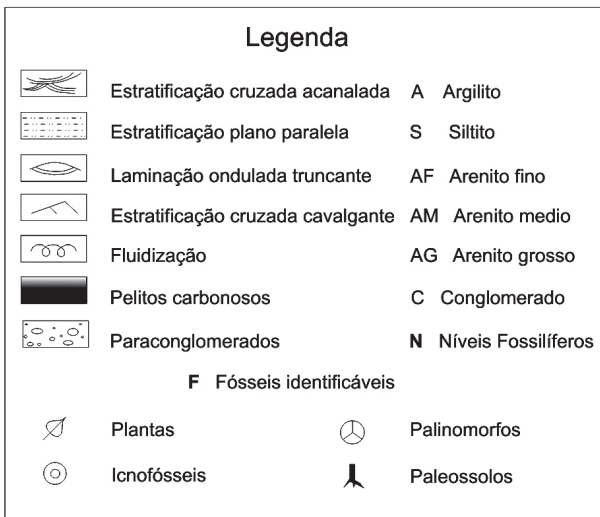 Legenda
Estratificação cruzada acanalada A Argilito
Estratificação plano paralela S Siltito
Laminação ondulada truncante AF Arenito fino
Estratificação cruzada cavalgante AM Arenito medio
Fluidização AG Arenito grosso
Pelitos carbonosos C Conglomerado
Paraconglomerados N Níveis Fossilíferos
F Fósseis identificáveis
Plantas Palinomorfos
Icnofósseis Paleossolos